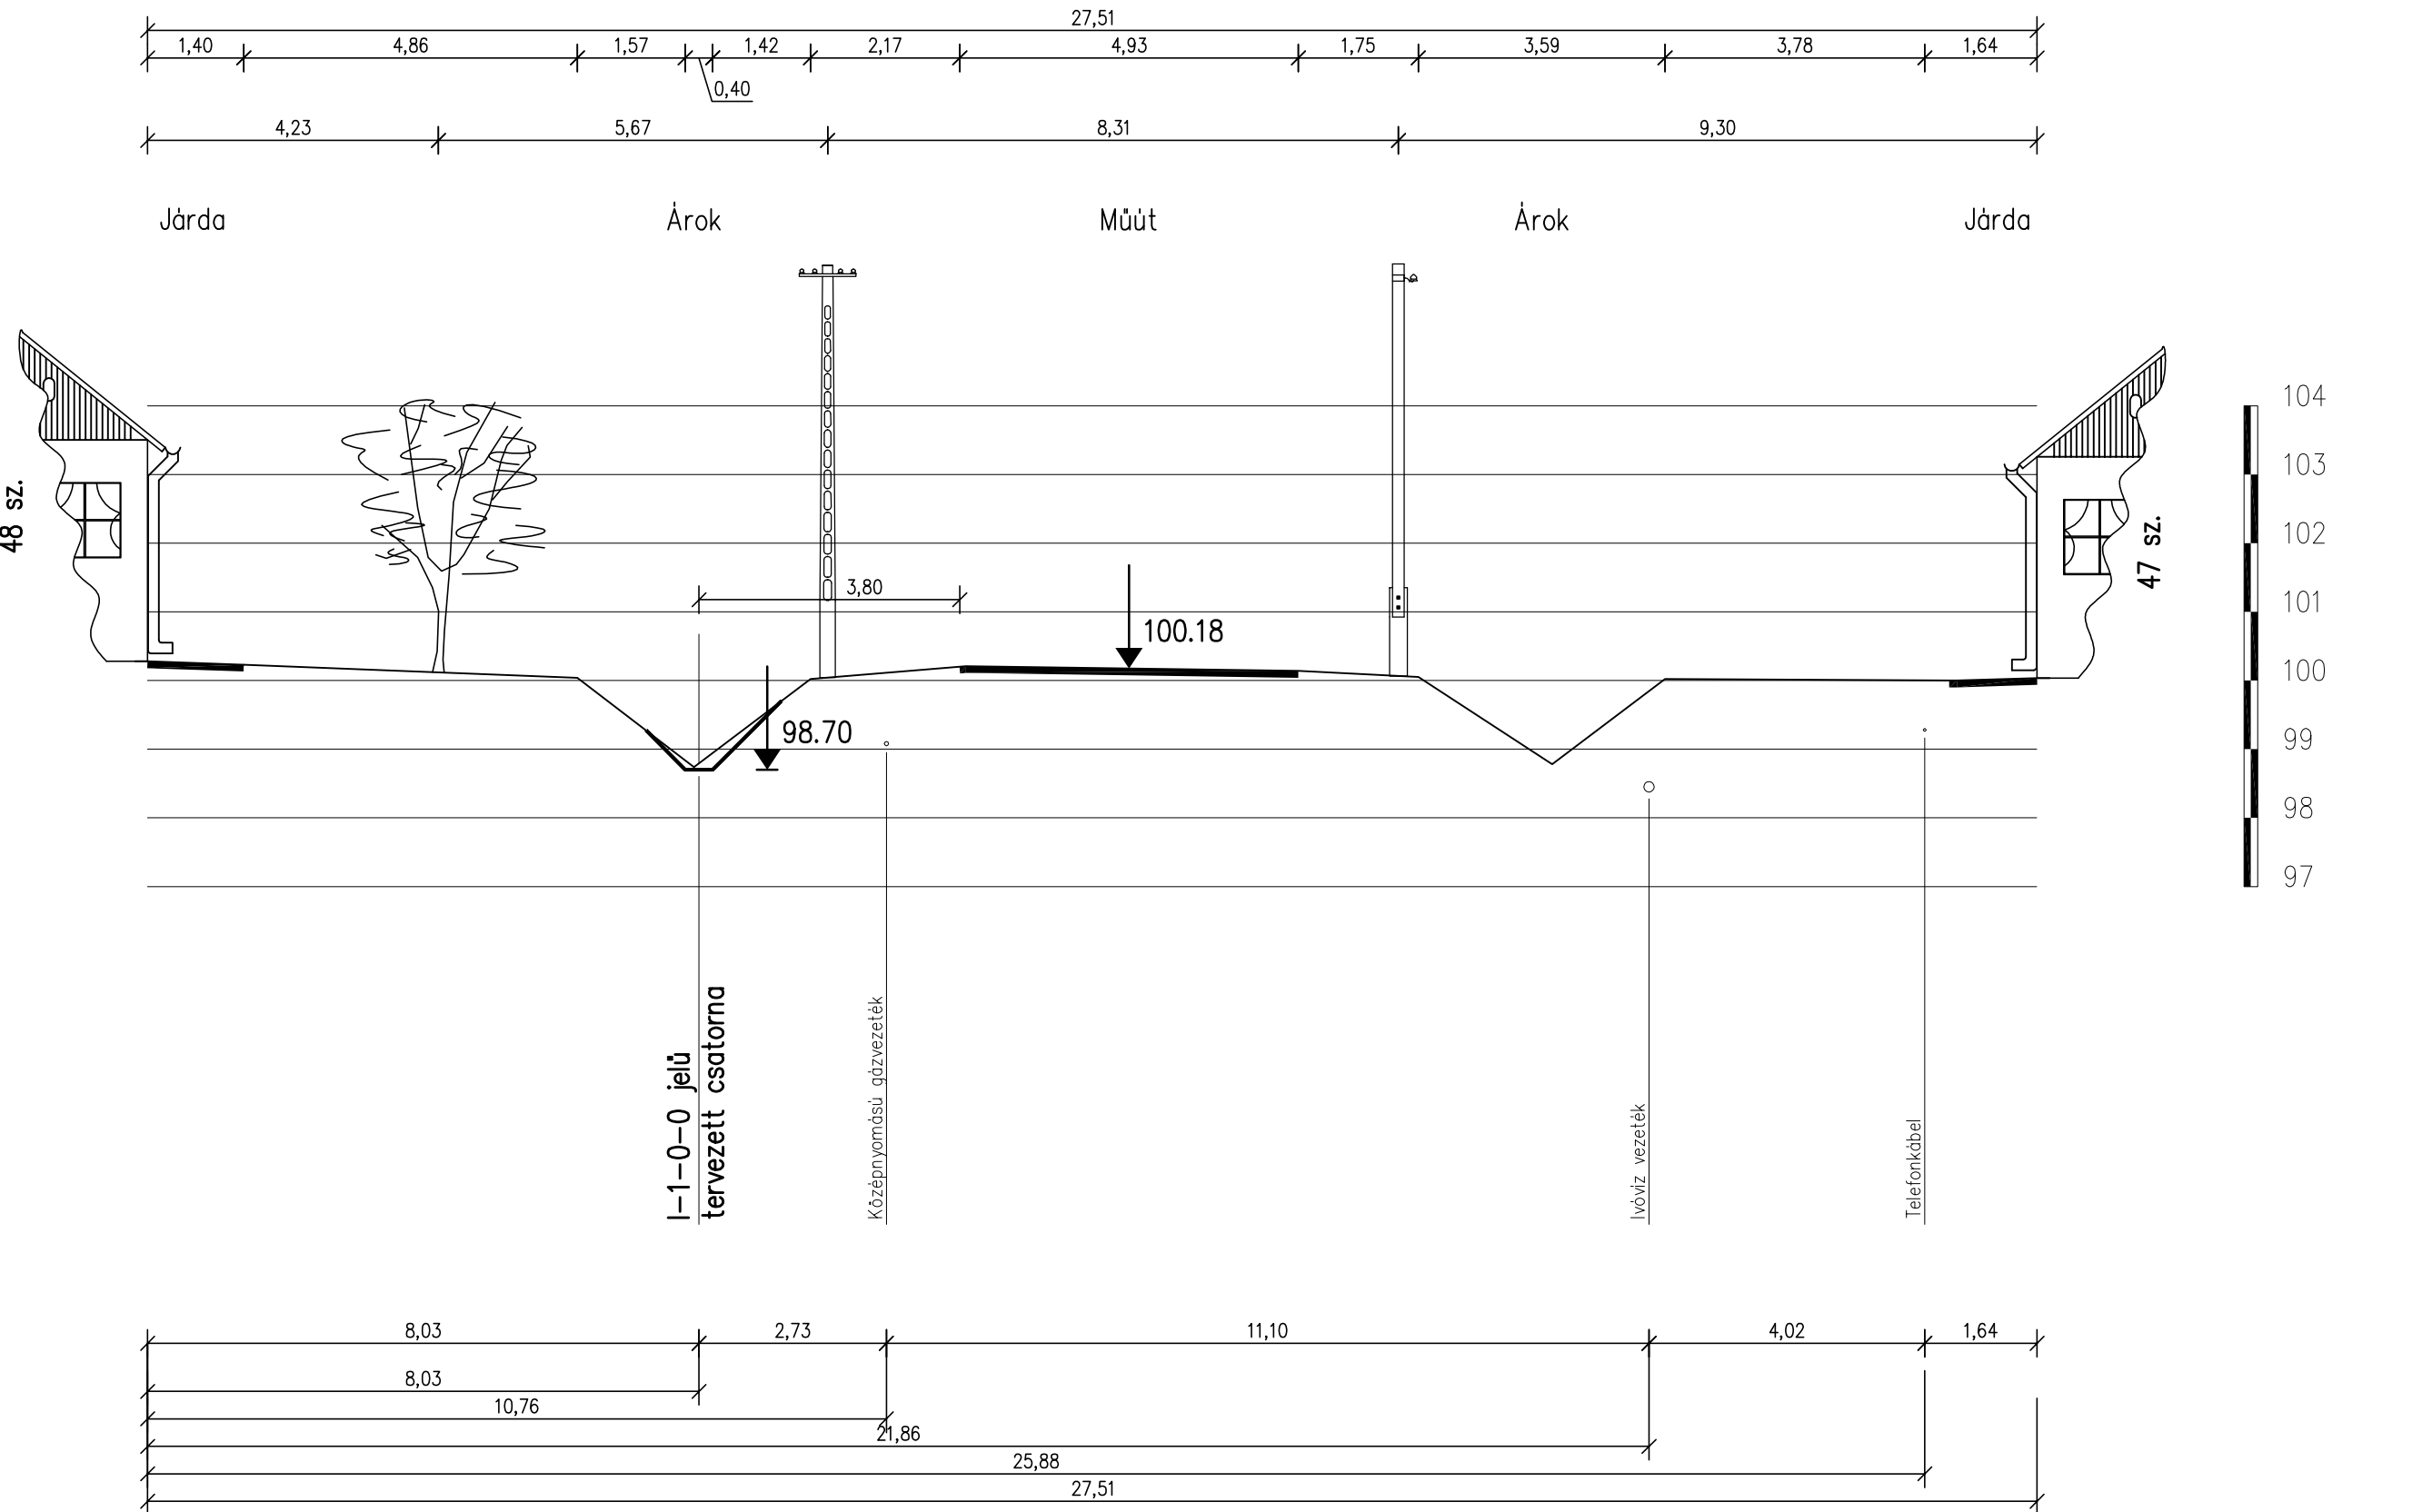 27,51
1,40 4,86 1,57 1,42 2,17 4,93 1,75 3,59 3,78 1,64
0,40
4,23 5,67 8,31 9,30
Járda Árok Műút Árok Járda
104
103
48 sz.
102
47 sz.
3,80
101
100.18
100
98.70
99
98
97
I-1-0-0 jelű
tervezett csatorna
Középnyomású gázvezeték
Ivóvíz vezeték
Telefonkábel
8,03 2,73 11,10 4,02 1,64
8,03
10,76
21,86
25,88
27,51